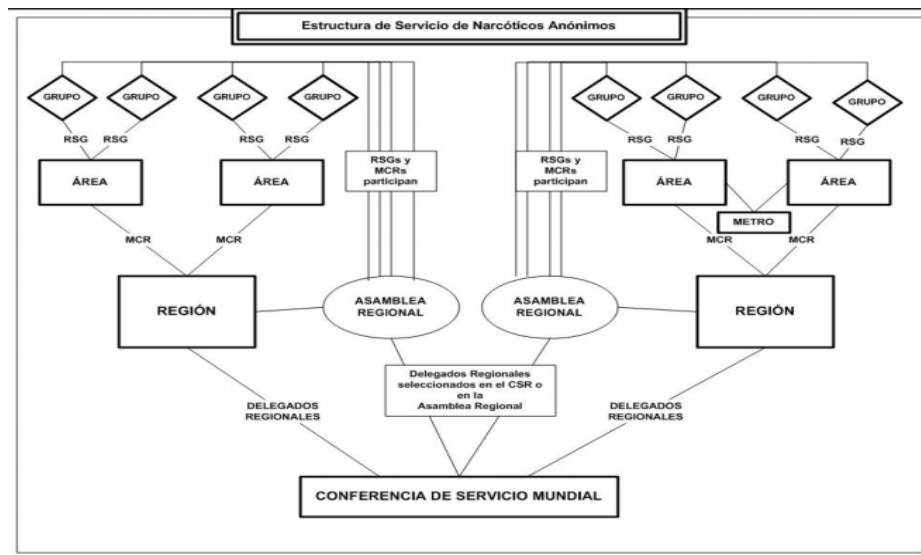 Estructura de Servicio de Narcóticos Anónimos
GRUPO GRUPO GRUPO GRUPO GRUPO GRUPO GRUPO GRUPO
RSG RSG RSG RSG RSG RSG RSG RSG
RSGs y
MCRs
participan
RSGs y
MCRs
participan
ÁREA ÁREA ÁREA ÁREA
METRO
MCR MCR MCR MCR
REGIÓN
ASAMBLEA
REGIONAL
ASAMBLEA
REGIONAL
REGIÓN
Delegados Regionales
seleccionados en el CSR o
en la
Asamblea Regional
DELEGADOS
REGIONALES
DELEGADOS
REGIONALES
CONFERENCIA DE SERVICIO MUNDIAL